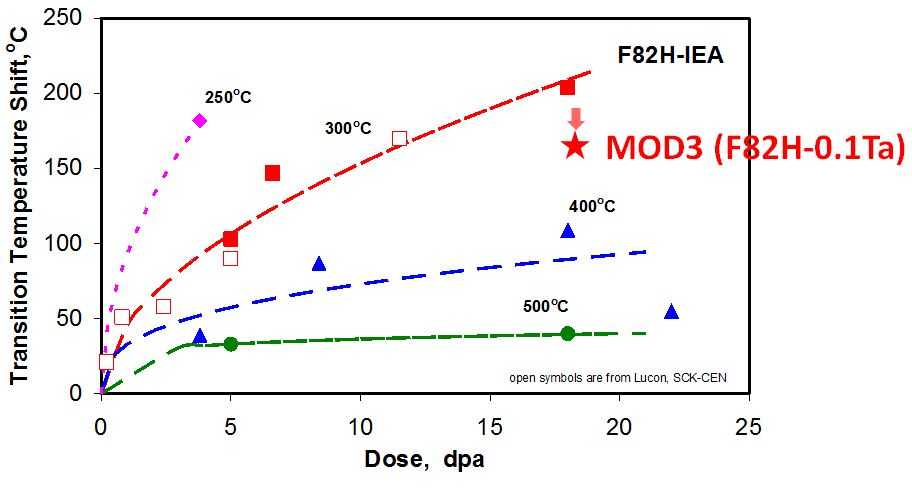 Transition Temperature Shift,°C
250
200
150
100
50
0
F82H-IEA
250°C
300°C
MOD3 (F82H-0.1Ta)
400°C
500°C
open symbols are from Lucon, SCK-CEN
0 5 10 15 20 25
Dose, dpa